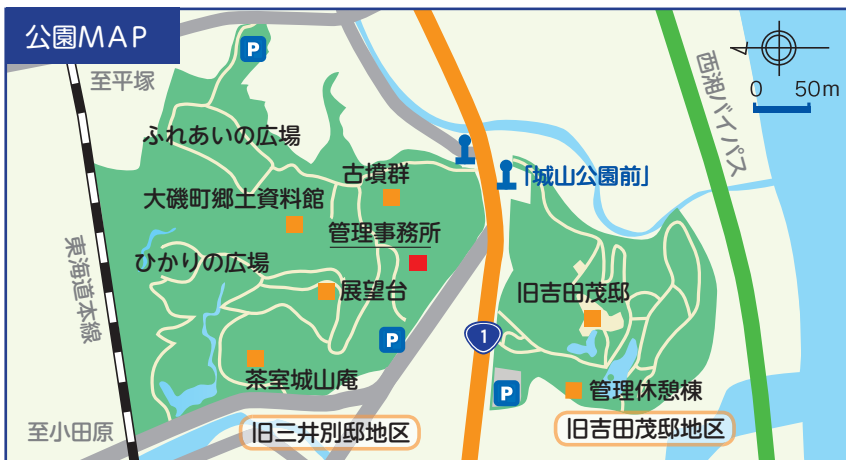 公園MAP
P
至平塚
0 50m
西湘バイパス
ふれあいの広場
古墳群
「城山公園前」
大磯町郷土資料館
管理事務所
東海道本線
ひかりの広場
展望台
旧吉田茂邸
P
1
茶室城山庵
P
管理休憩棟
至小田原
旧三井別邸地区
旧吉田茂邸地区